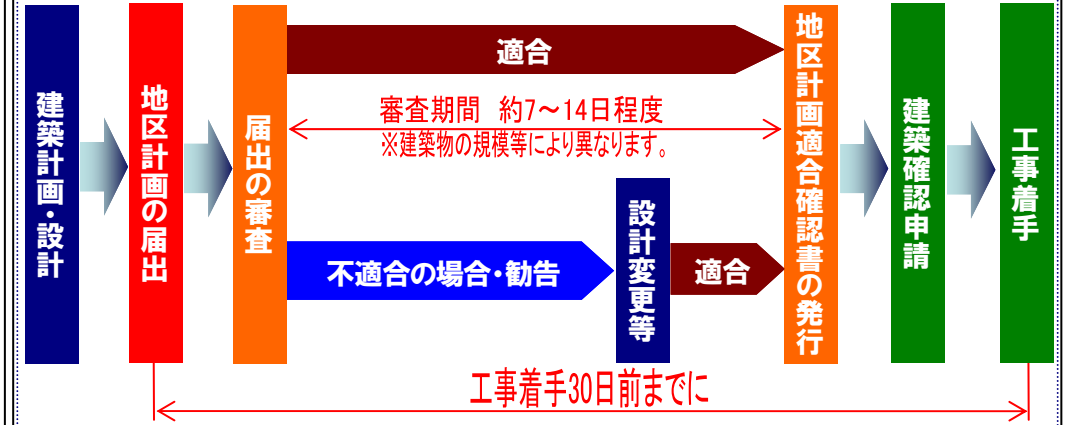 建築計画・設計
地区計画の届出
届出の審査
適合
審査期間 約7～14日程度
※建築物の規模等により異なります。
不適合の場合・勧告
設計変更等
適合
地区計画適合確認書の発行
建築確認申請
工事着手
工事着手30日前までに